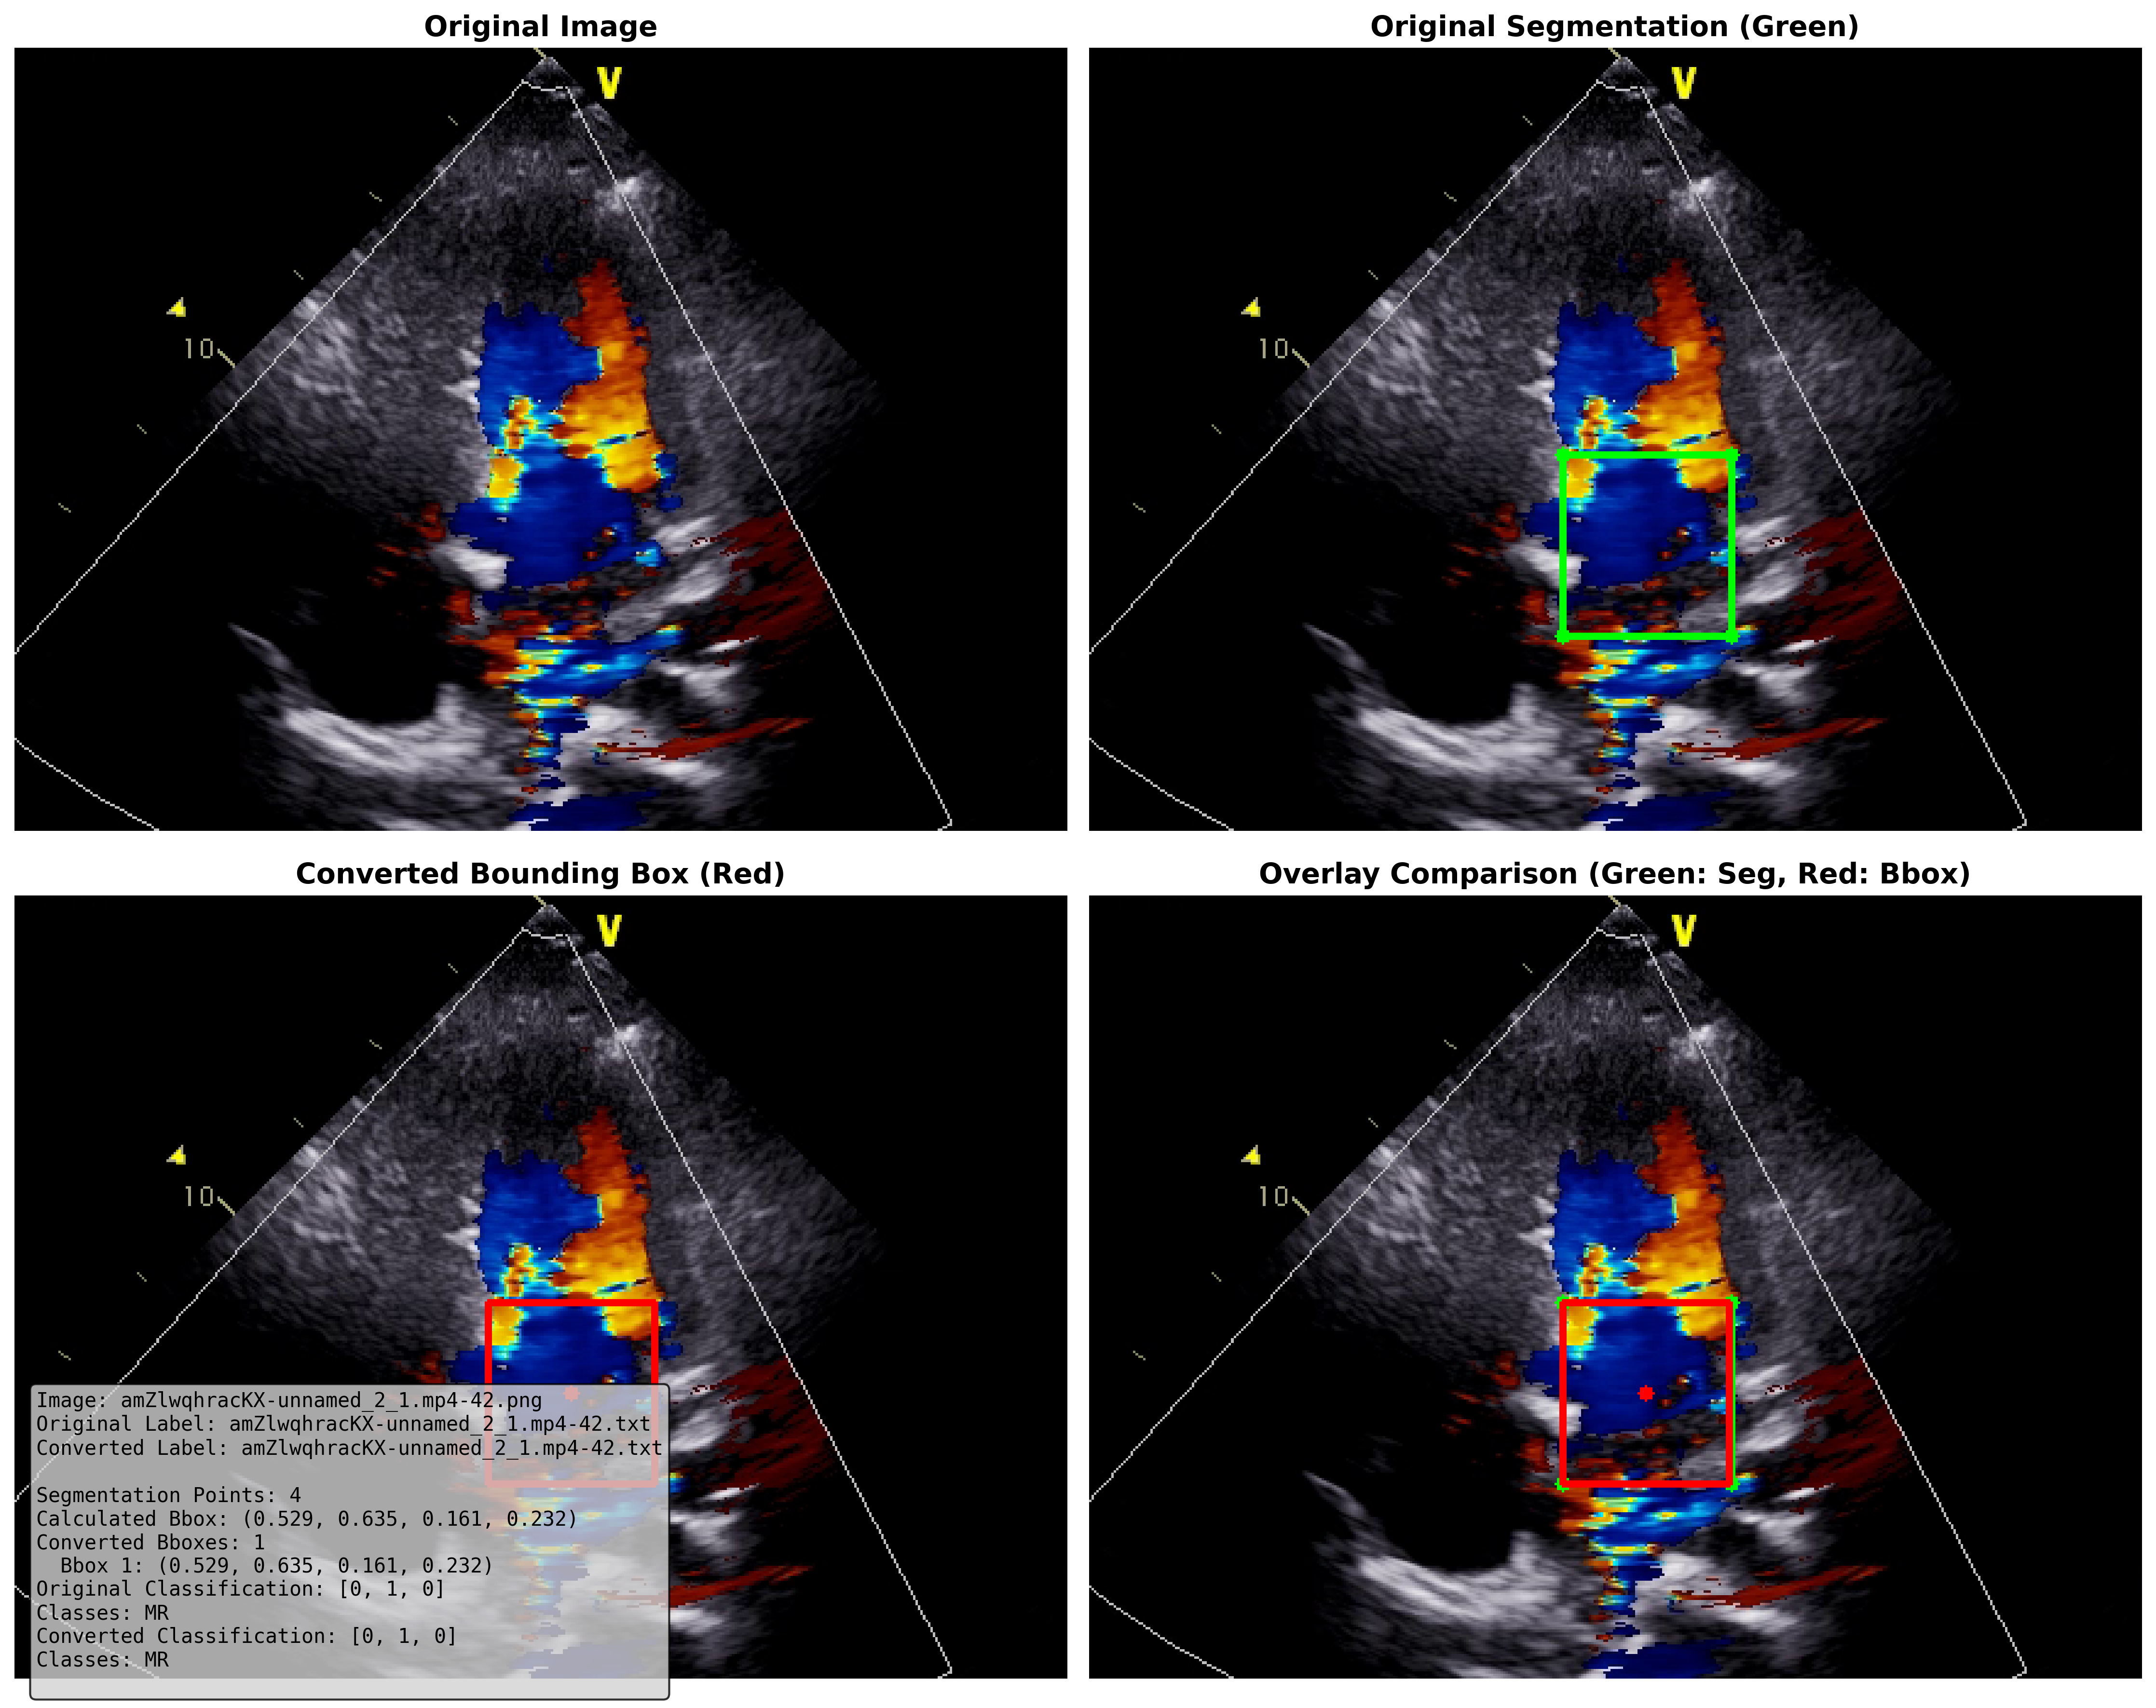 Original Image
Original Segmentation (Green)
V
10
V
10
Converted Bounding Box (Red)
Overlay Comparison (Green: Seg, Red: Bbox)
V
10
V
10
Image: amZlwqhracKX-unnamed_2_1.mp4-42.png
Original Label: amZlwqhracKX-unnamed_2_1.mp4-42.txt
Converted Label: amZlwqhracKX-unnamed_2_1.mp4-42.txt
Segmentation Points: 4
Calculated Bbox: (0.529, 0.635, 0.161, 0.232)
Converted Bboxes: 1
Bbox 1: (0.529, 0.635, 0.161, 0.232)
Original Classification: [0, 1, 0]
Classes: MR
Converted Classification: [0, 1, 0]
Classes: MR